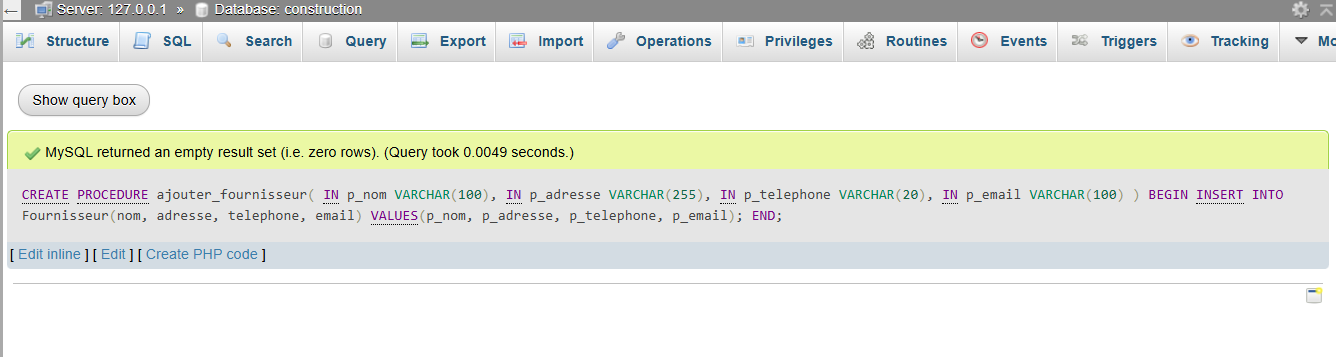 Server: 127.0.0.1 » Database: construction
Structure SQL Search Query Export Import Operations Privileges Routines Events Triggers Tracking Mo
Show query box
MySQL returned an empty result set (i.e. zero rows). (Query took 0.0049 seconds.)
CREATE PROCEDURE ajouter_fournisseur( IN p_nom VARCHAR(100), IN p_adresse VARCHAR(255), IN p_telephone VARCHAR(20), IN p_email VARCHAR(100) ) BEGIN INSERT INTO
Fournisseur(nom, adresse, telephone, email) VALUES(p_nom, p_adresse, p_telephone, p_email); END;
[ Edit inline ] [ Edit ] [ Create PHP code ]